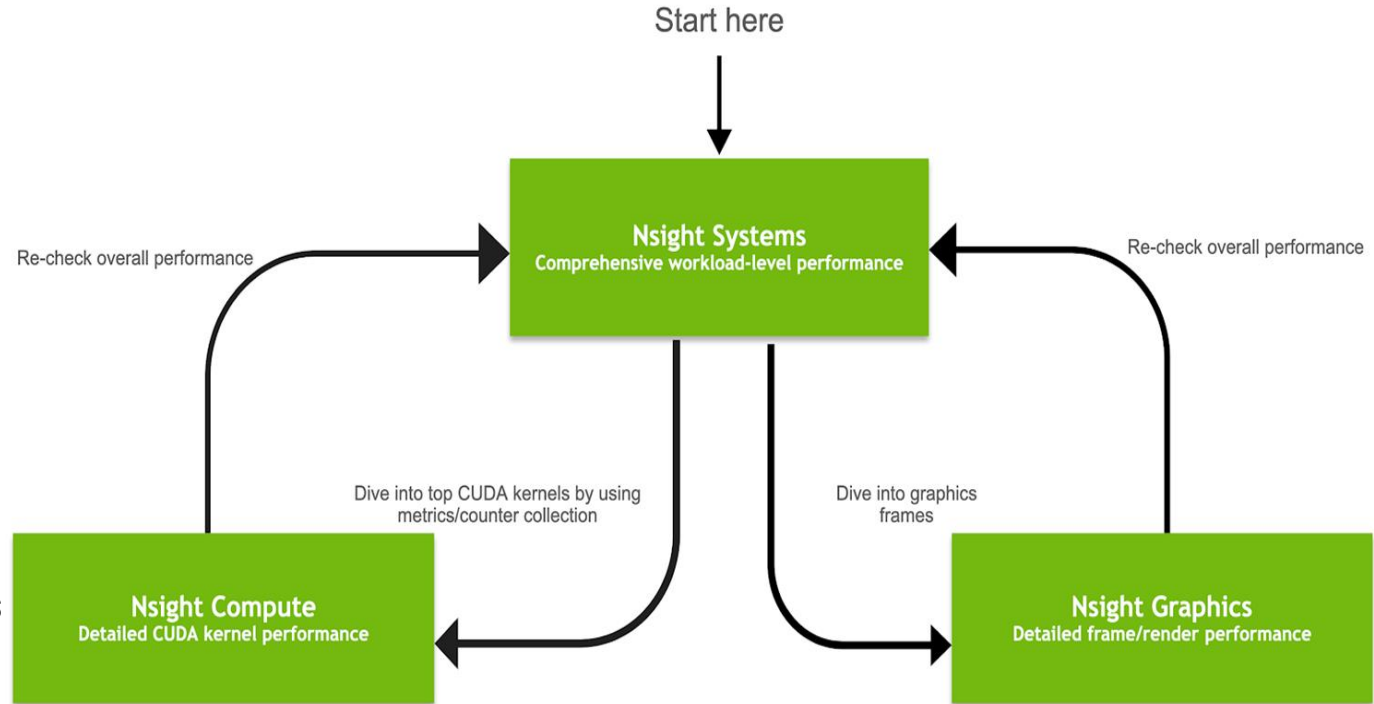 Start here
Nsight Systems
Comprehensive workload-level performance
Re-check overall performance
Re-check overall performance
Dive into top CUDA kernels by using
metrics/counter collection
Dive into graphics
frames
Nsight Compute
Detailed CUDA kernel performance
Nsight Graphics
Detailed frame/render performance